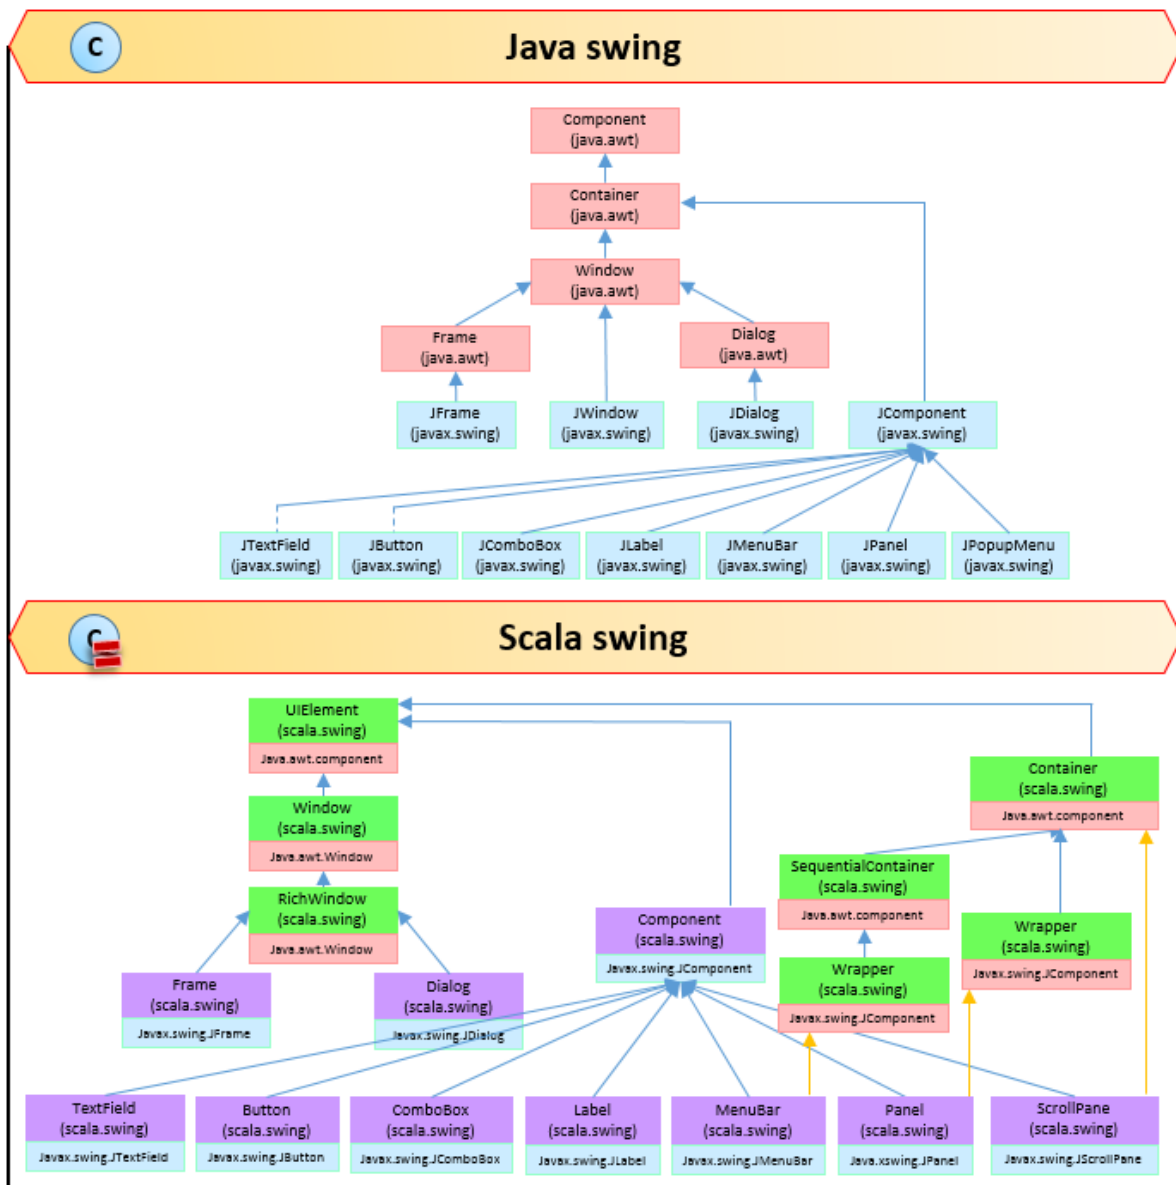 C
Java swing
Component
(java.awt)
Container
(java.awt)
Window
(java.awt)
Frame
(java.awt)
Dialog
(java.awt)
JFrame
(javax.swing)
JWindow
(javax.swing)
JDialog
(javax.swing)
JComponent
(javax.swing)
JTextField
(javax.swing)
JButton
(javax.swing)
JComboBox
(javax.swing)
JLabel
(javax.swing)
JMenuBar
(javax.swing)
JPanel
(javax.swing)
JPopupMenu
(javax.swing)
C
Scala swing
UIElement
(scala.swing)
Java.awt.component
Container
(scala.swing)
Java.awt.component
Window
(scala.swing)
Java.awt.Window
SequentialContainer
(scala.swing)
Java.awt.component
RichWindow
(scala.swing)
Java.awt.Window
Component
(scala.swing)
Javax.swing.JComponent
Wrapper
(scala.swing)
Javax.swing.JComponent
Wrapper
(scala.swing)
Javax.swing.JComponent
Frame
(scala.swing)
Javax.swing.JFrame
Dialog
(scala.swing)
Javax.swing.JDialog
TextField
(scala.swing)
Javax.swing.JTextField
Button
(scala.swing)
Javax.swing.JButton
ComboBox
(scala.swing)
Javax.swing.JComboBox
Label
(scala.swing)
Javax.swing.JLabel
MenuBar
(scala.swing)
Javax.swing.JMenuBar
Panel
(scala.swing)
Java.xswing.JPanel
ScrollPane
(scala.swing)
Javax.swing.JScrollPane